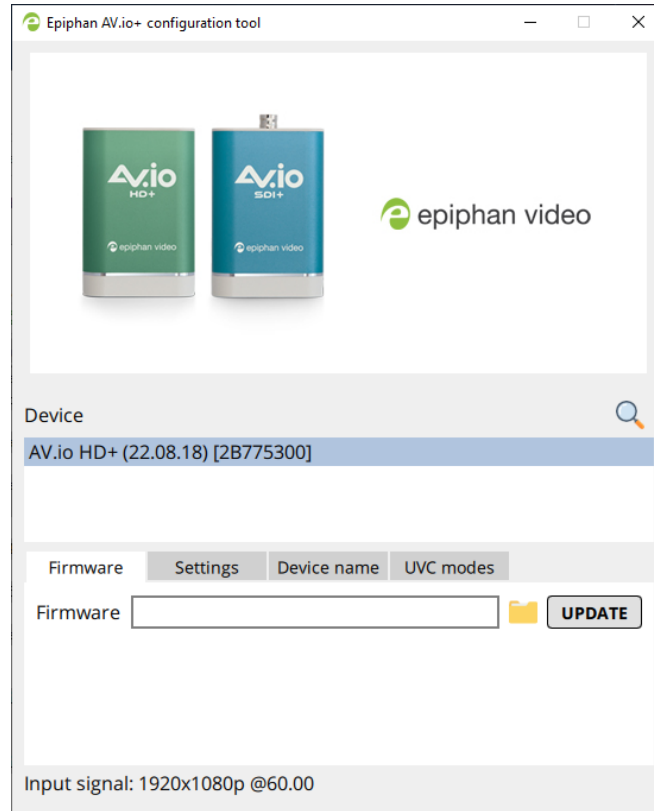 Epiphan AV.io+ configuration tool
AV.io
HD+
epiphan video
AV.io
SDI+
epiphan video
epiphan video
Device
AV.io HD+ (22.08.18) [2B775300]
Firmware Settings Device name UVC modes
Firmware UPDATE
Input signal: 1920x1080p @60.00